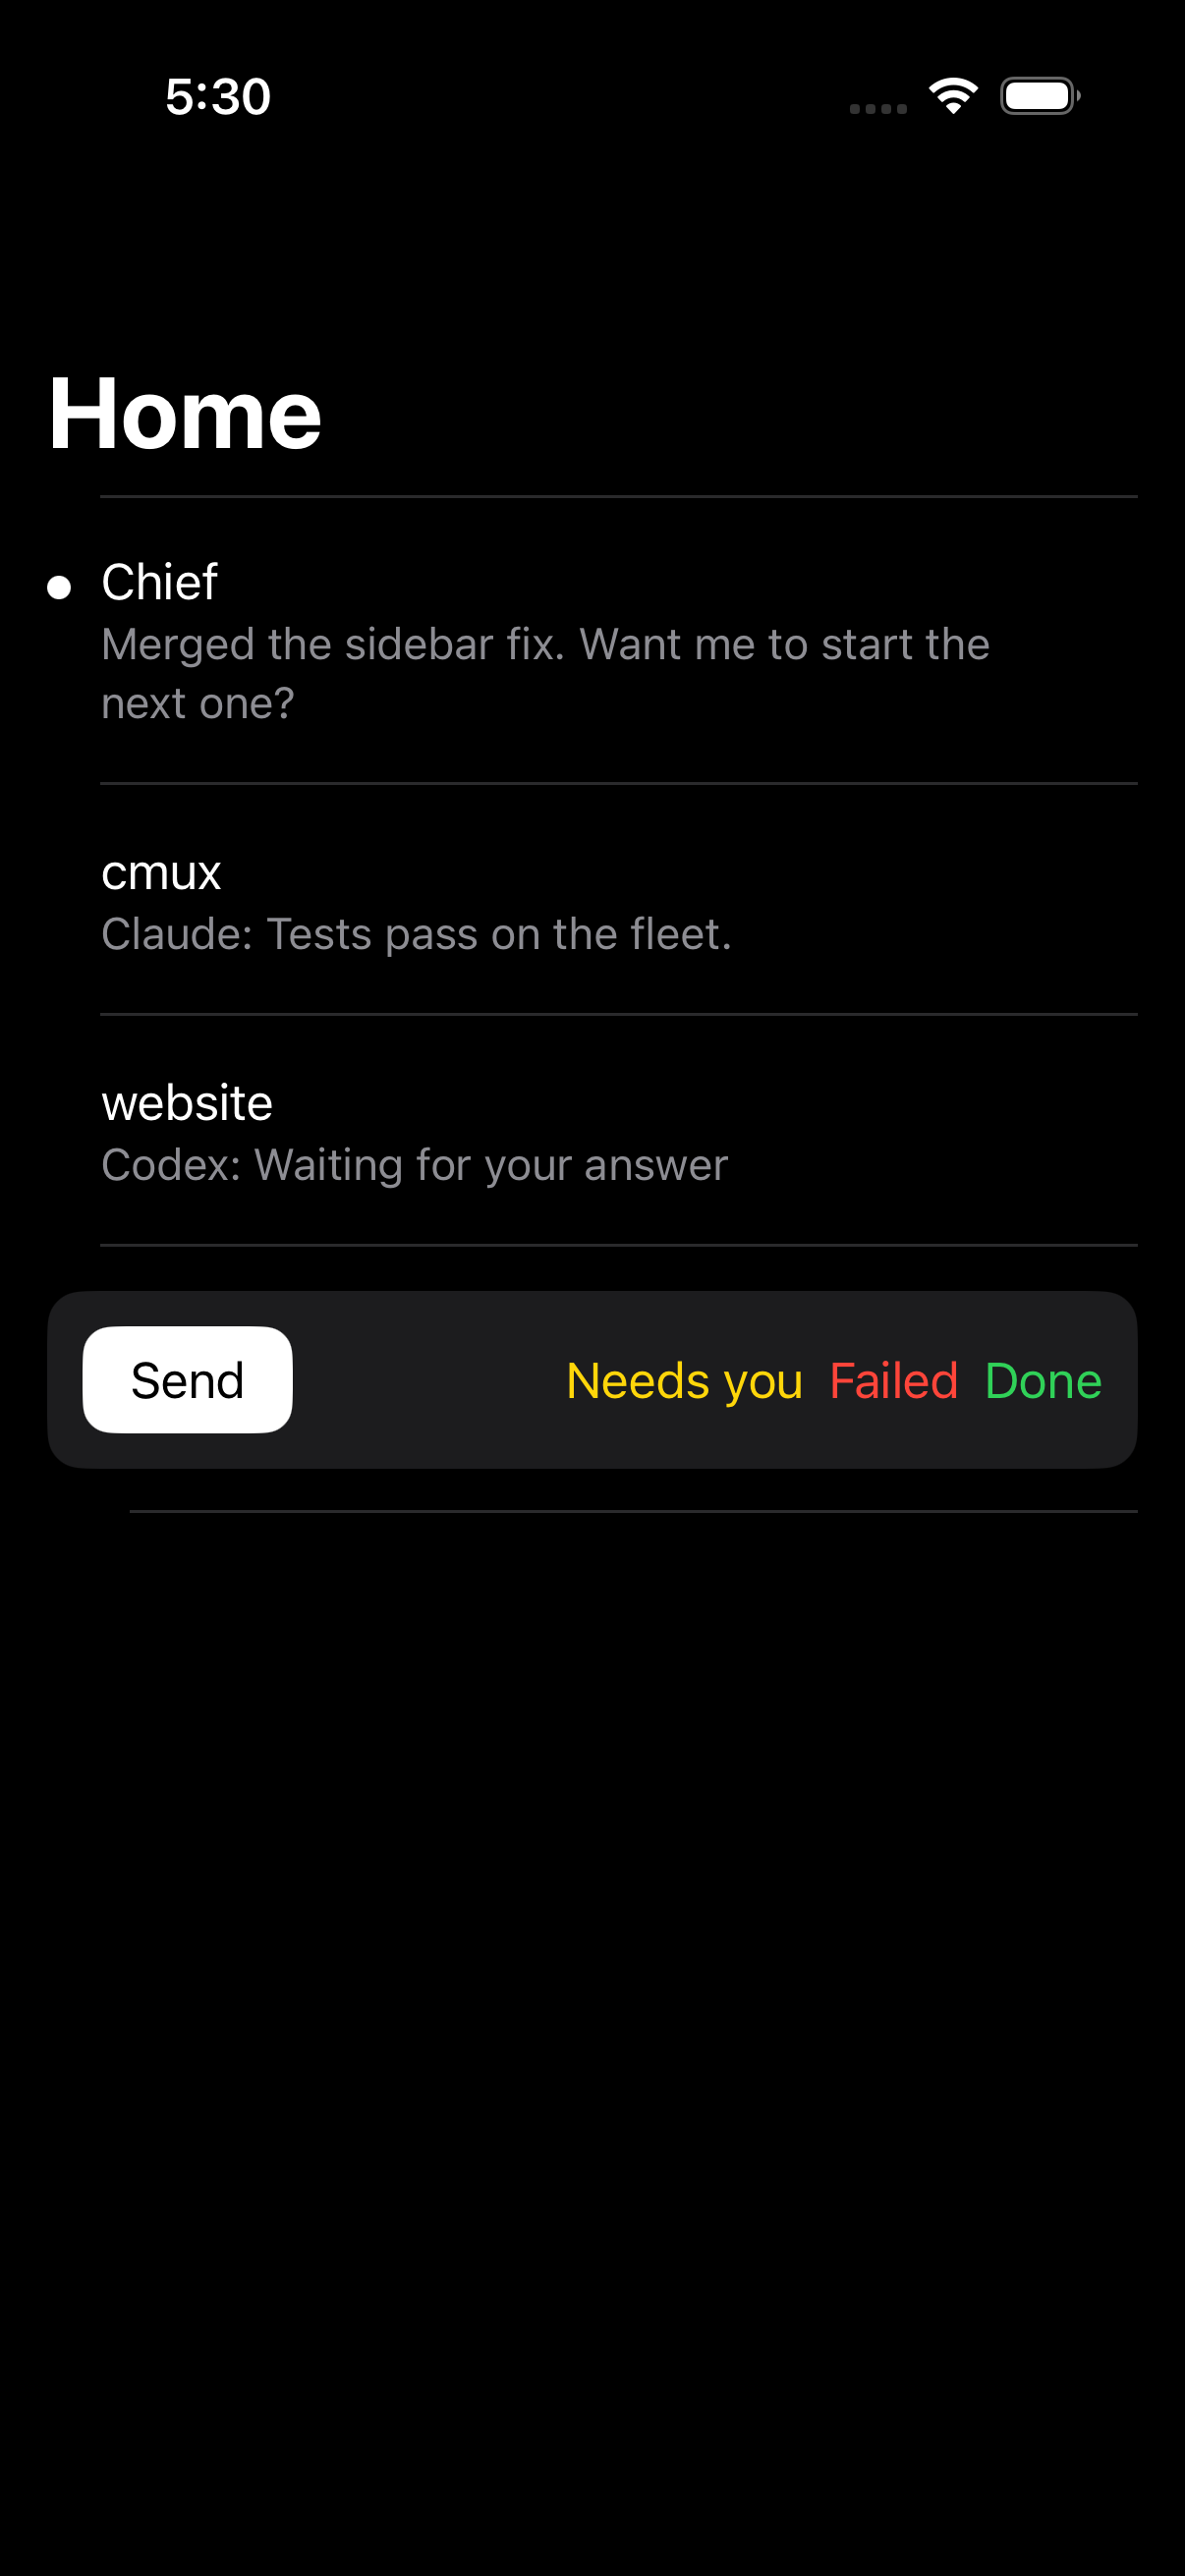 5:30
Home
Chief
Merged the sidebar fix. Want me to start the
next one?
cmux
Claude: Tests pass on the fleet.
website
Codex: Waiting for your answer
Send Needs you Failed Done